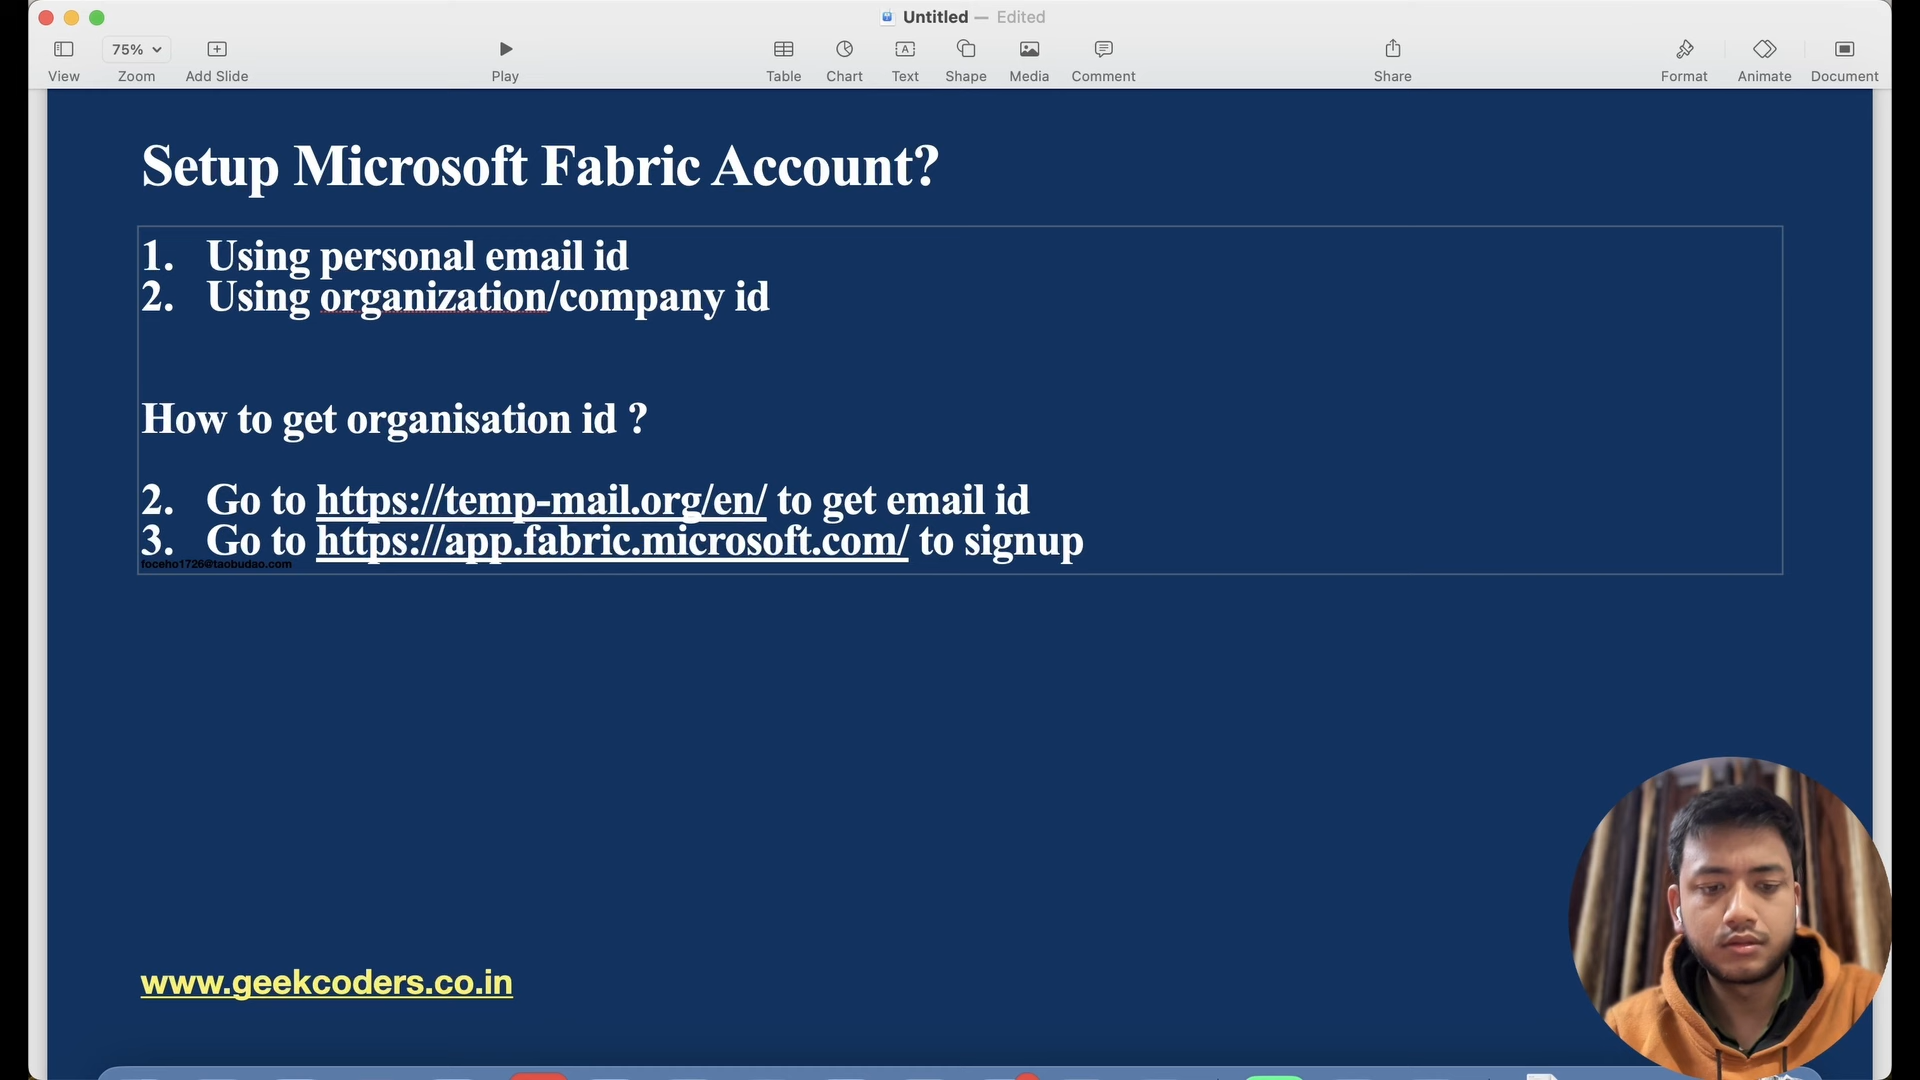 Untitled — Edited
75%
View Zoom Add Slide Play Table Chart Text Shape Media Comment Share Format Animate Document
Setup Microsoft Fabric Account?
1. Using personal email id
2. Using organization/company id
How to get organisation id ?
2. Go to https://temp-mail.org/en/ to get email id
3. Go to https://app.fabric.microsoft.com/ to signup
foceho1726@taobudao.com
www.geekcoders.co.in